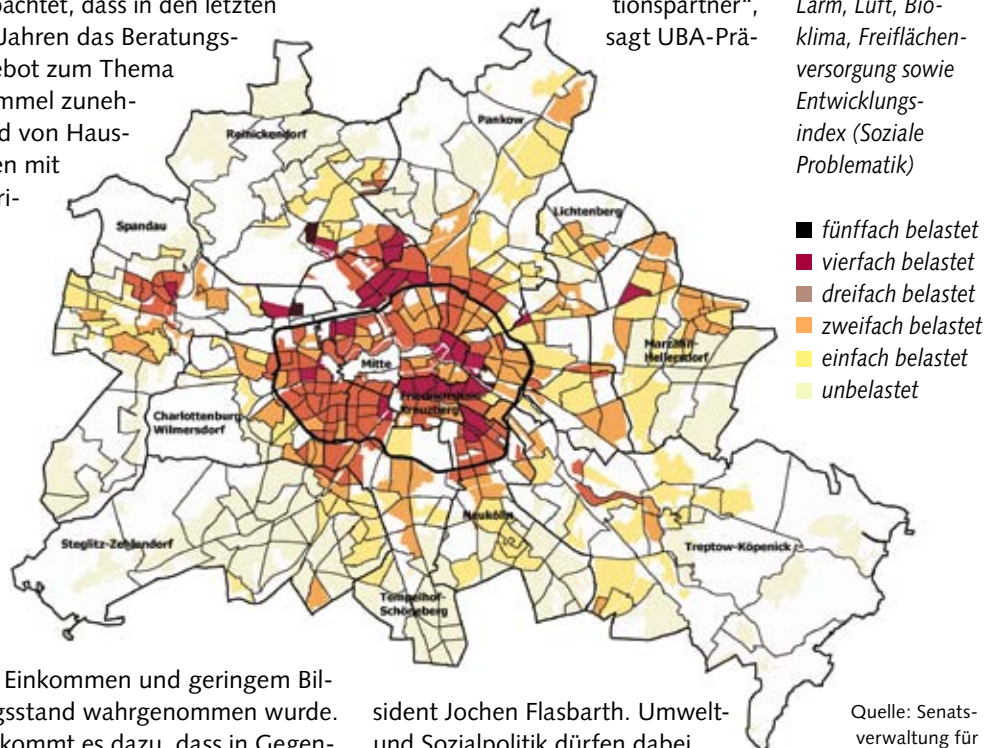 bachtet, dass in den letzten
Jahren das Beratungs-
ebot zum Thema
mmel zuneh-
d von Haus-
en mit
ri-
Einkommen und geringem Bil-
gsstand wahrgenommen wurde.
kommt es dazu, dass in Gegen-
tionspartner“,
sagt UBA-Prä-
sident Jochen Flasbarth. Umwelt-
und Sozialpolitik dürfen dabei
Lärm, Luft, Bio-
klima, Freiflächen-
versorgung sowie
Entwicklungs-
index (Soziale
Problematik)
fünffach belastet
vierfach belastet
dreifach belastet
zweifach belastet
einfach belastet
unbelastet
Reinickendorf
Pankow
Spandau
Lichtenberg
Mitte
Marzahn-
Hellersdorf
Friedrichshain-
Kreuzberg
Charlottenburg
Wilmersdorf
Neukölln
Steglitz-Zehlendorf
Treptow-Köpenick
Tempelhof-
Schöneberg
Quelle: Senats-
verwaltung für